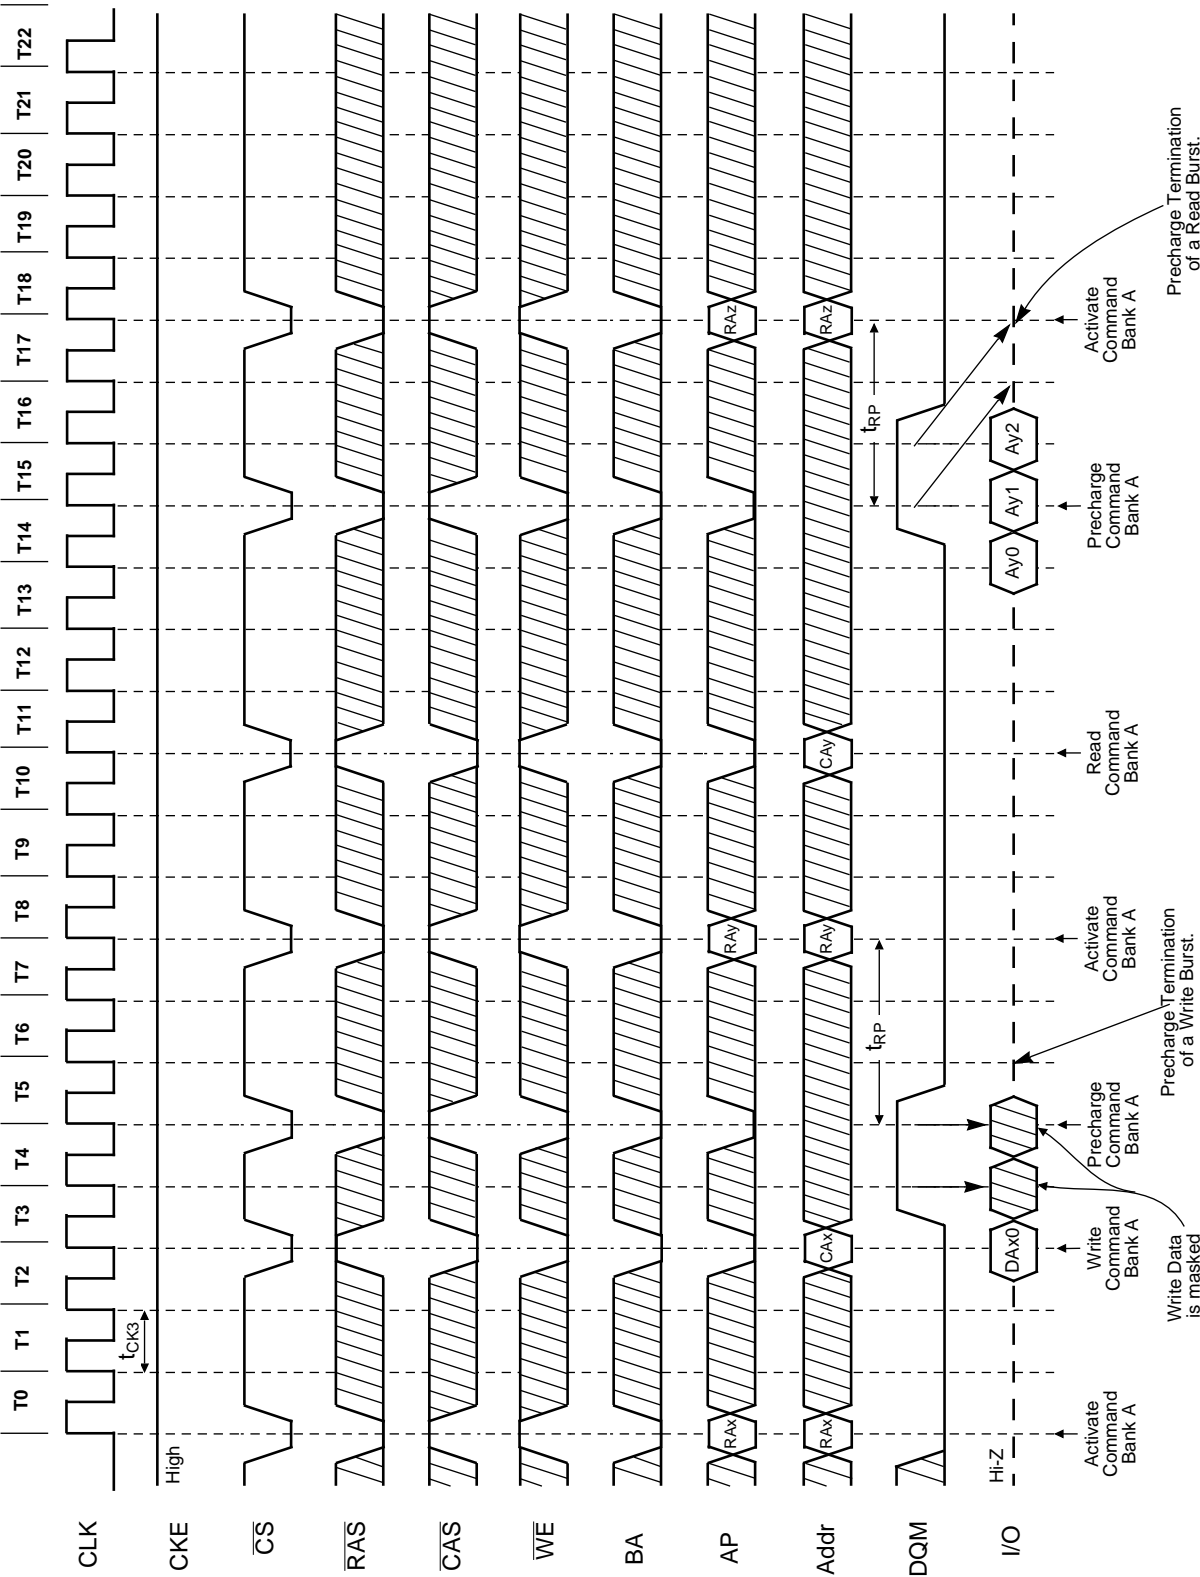 T0 T1 T2 T3 T4 T5 T6 T7 T8 T9 T10 T11 T12 T13 T14 T15 T16 T17 T18 T19 T20 T21 T22
CLK
tCK3
CKE
High
CS
RAS
CAS
WE
BA
AP
RAx RAy RAz
Addr
RAx CAx RAy CAy RAz
tRP tRP
DQM
I/O
Hi-Z
DAx0 Ay0 Ay1 Ay2
Activate
Command
Bank A
Write
Command
Bank A
Precharge
Command
Bank A
Activate
Command
Bank A
Read
Command
Bank A
Precharge
Command
Bank A
Activate
Command
Bank A
Write Data
is masked
Precharge Termination
of a Write Burst.
Precharge Termination
of a Read Burst.